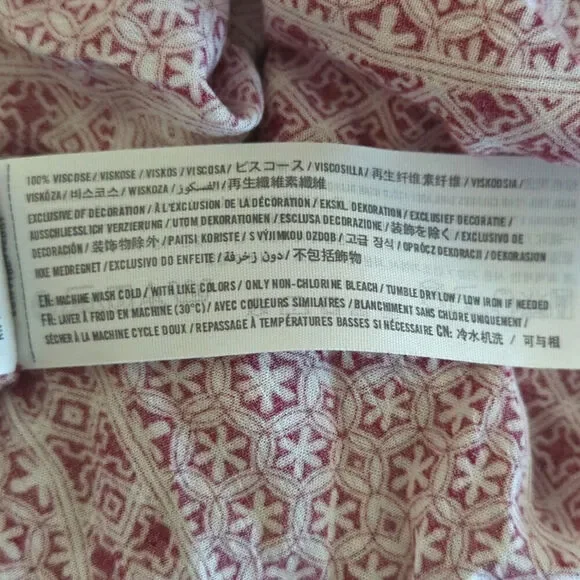 100% VISCOSE/ VISKOSE / VISKOS / VISCOSA/ ビスコース / VISCOSILLA/ 再生纤维素纤维 / VISKOOSIA/
VISKÓZA/ 비스코스/ WISKOZA /الفسكوز/ 再生纖維素纖維
EXCLUSIVE OF DECORATION / À L'EXCLUSION DE LA DÉCORATION/ EKSKL. DEKORATION/ EXCLUSIEF DECORATIE/
AUSSCHLIESSLICH VERZIERUNG/ UTOM DEKORATIONEN / ESCLUSA DECORAZIONE/ 装飾を除く/ EXCLUSIVO DE
DECORACIÓN/ 装饰物除外/ PAITSI KORISTE/ S VÝJIMKOU OZDOB/ 고급 장식/ OPRÓCZ DEKORACJI / DEKORASJON
IKKE MEDREGNET/ EXCLUSIVO DO ENFEITE /دون زخرفة/ 不包括飾物
EN: MACHINE WASH COLD/ WITH LIKE COLORS/ ONLY NON-CHLORINE BLEACH/ TUMBLE DRY LOW/ LOW IRON IF NEEDED
FR: LAVER À FROID EN MACHINE (30°C)/ AVEC COULEURS SIMILAIRES / BLANCHIMENT SANS CHLORE UNIQUEMENT/
SÉCHER À LA MACHINE CYCLE DOUX / REPASSAGE À TEMPÉRATURES BASSES SI NÉCESSAIRE CN: 冷水机洗 / 可与相